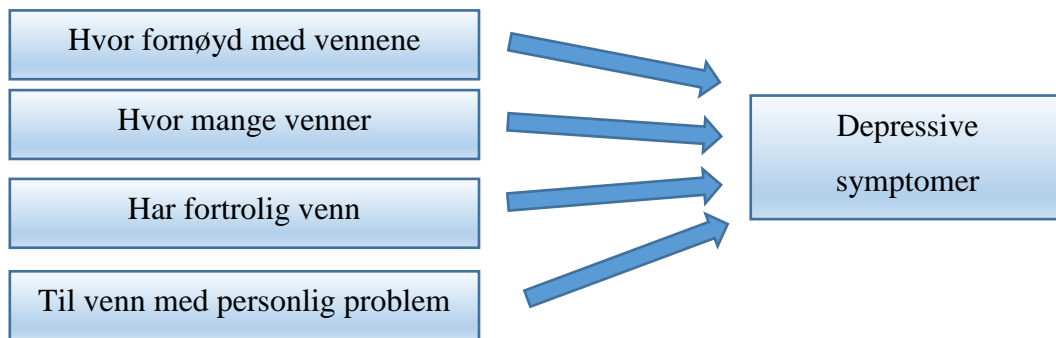 Hvor fornøyd med vennene
Hvor mange venner
Har fortrolig venn
Til venn med personlig problem
Depressive
symptomer